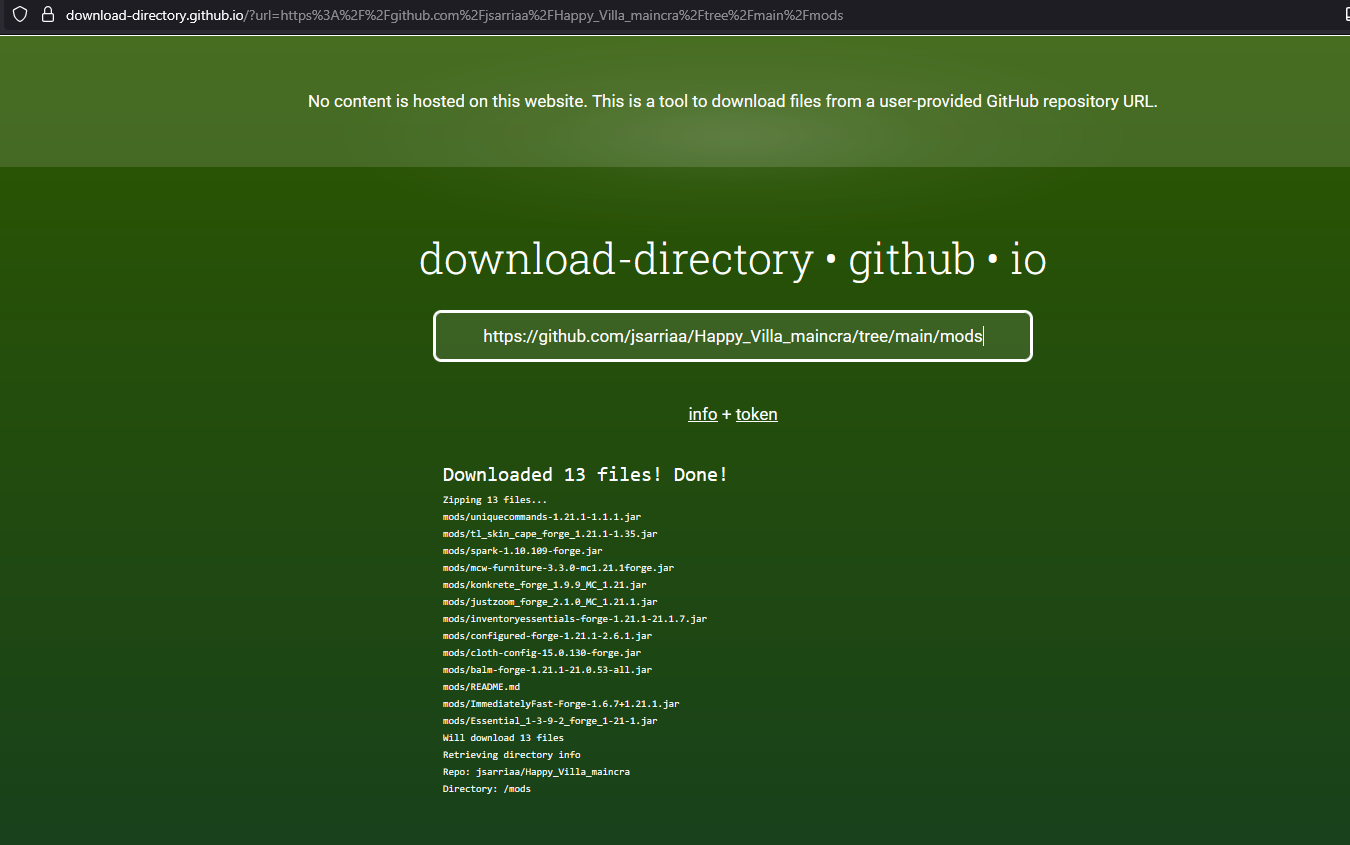 download-directory.github.io/?url=https%3A%2F%2Fgithub.com%2Fjsarriaa%2FHappy_Villa_maincra%2Ftree%2Fmain%2Fmods
No content is hosted on this website. This is a tool to download files from a user-provided GitHub repository URL.
download-directory • github • io
https://github.com/jsarriaa/Happy_Villa_maincra/tree/main/mods
info + token
Downloaded 13 files! Done!
Zipping 13 files...
mods/uniquecommands-1.21.1-1.1.1.jar
mods/tl_skin_cape_forge_1.21.1-1.35.jar
mods/spark-1.10.109-forge.jar
mods/mcw-furniture-3.3.0-mc1.21.1forge.jar
mods/konkrete_forge_1.9.9_MC_1.21.jar
mods/justzoom_forge_2.1.0_MC_1.21.1.jar
mods/inventoryessentials-forge-1.21.1-21.1.7.jar
mods/configured-forge-1.21.1-2.6.1.jar
mods/cloth-config-15.0.130-forge.jar
mods/balm-forge-1.21.1-21.0.53-all.jar
mods/README.md
mods/ImmediatelyFast-Forge-1.6.7+1.21.1.jar
mods/Essential_1-3-9-2_forge_1-21-1.jar
Will download 13 files
Retrieving directory info
Repo: jsarriaa/Happy_Villa_maincra
Directory: /mods